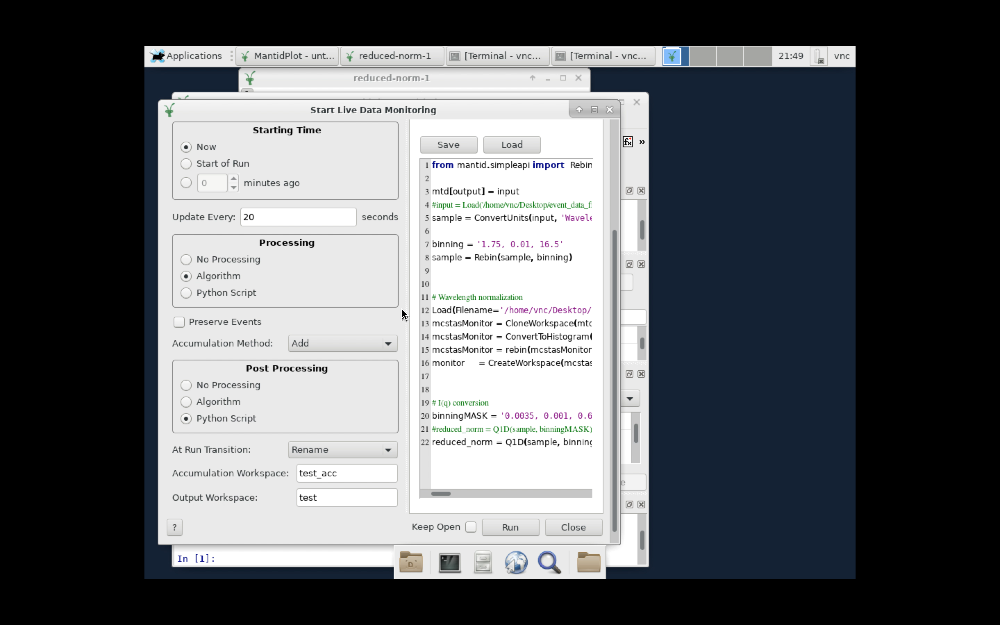 Applications
MantidPlot - unt...
reduced-norm-1
[Terminal - vnc...
[Terminal - vnc...
21:49
vnc
reduced-norm-1
Start Live Data Monitoring
Starting Time
Now
Start of Run
0 minutes ago
Update Every: 20 seconds
Processing
No Processing
Algorithm
Python Script
Preserve Events
Accumulation Method: Add
Post Processing
No Processing
Algorithm
Python Script
At Run Transition: Rename
Accumulation Workspace: test_acc
Output Workspace: test
?
Save Load
1 from mantid.simpleapi import Rebin
2
3 mtd[output] = input
4 #input = Load('/home/vnc/Desktop/event_data_f
5 sample = ConvertUnits(input, 'Wavele
6
7 binning = '1.75, 0.01, 16.5'
8 sample = Rebin(sample, binning)
9
10
11 # Wavelength normalization
12 Load(Filename='/home/vnc/Desktop/
13 mcstasMonitor = CloneWorkspace(mtd
14 mcstasMonitor = ConvertToHistogram(
15 mcstasMonitor = rebin(mcstasMonitor
16 monitor = CreateWorkspace(mcstas
17
18
19 # I(q) conversion
20 binningMASK = '0.0035, 0.001, 0.6
21 #reduced_norm = Q1D(sample, binningMASK)
22 reduced_norm = Q1D(sample, binning
Keep Open Run Close
fx »
e
In [1]:
D